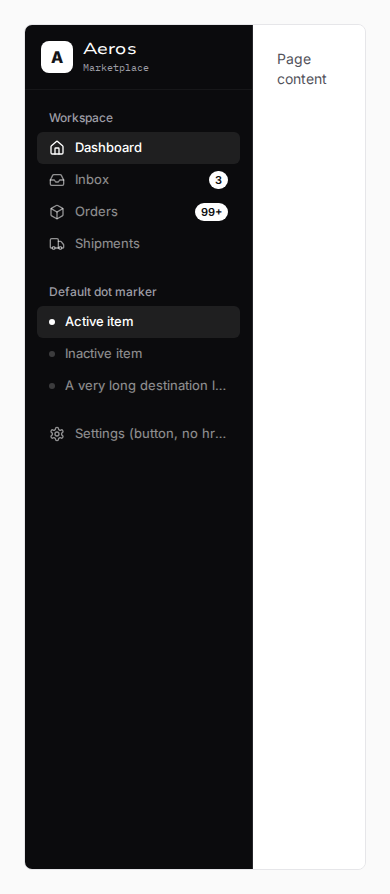 A
Aeros
Marketplace
Workspace
Dashboard
Inbox 3
Orders 99+
Shipments
Default dot marker
Active item
Inactive item
A very long destination l...
Settings (button, no hr...
Page
content